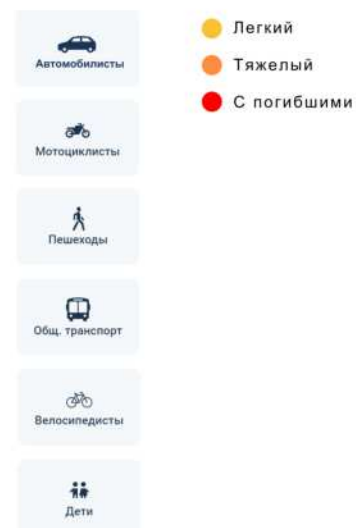 Автомобилисты
Мотоциклисты
Пешеходы
Общ. транспорт
Велосипедисты
Дети
Легкий
Тяжелый
С погибшими